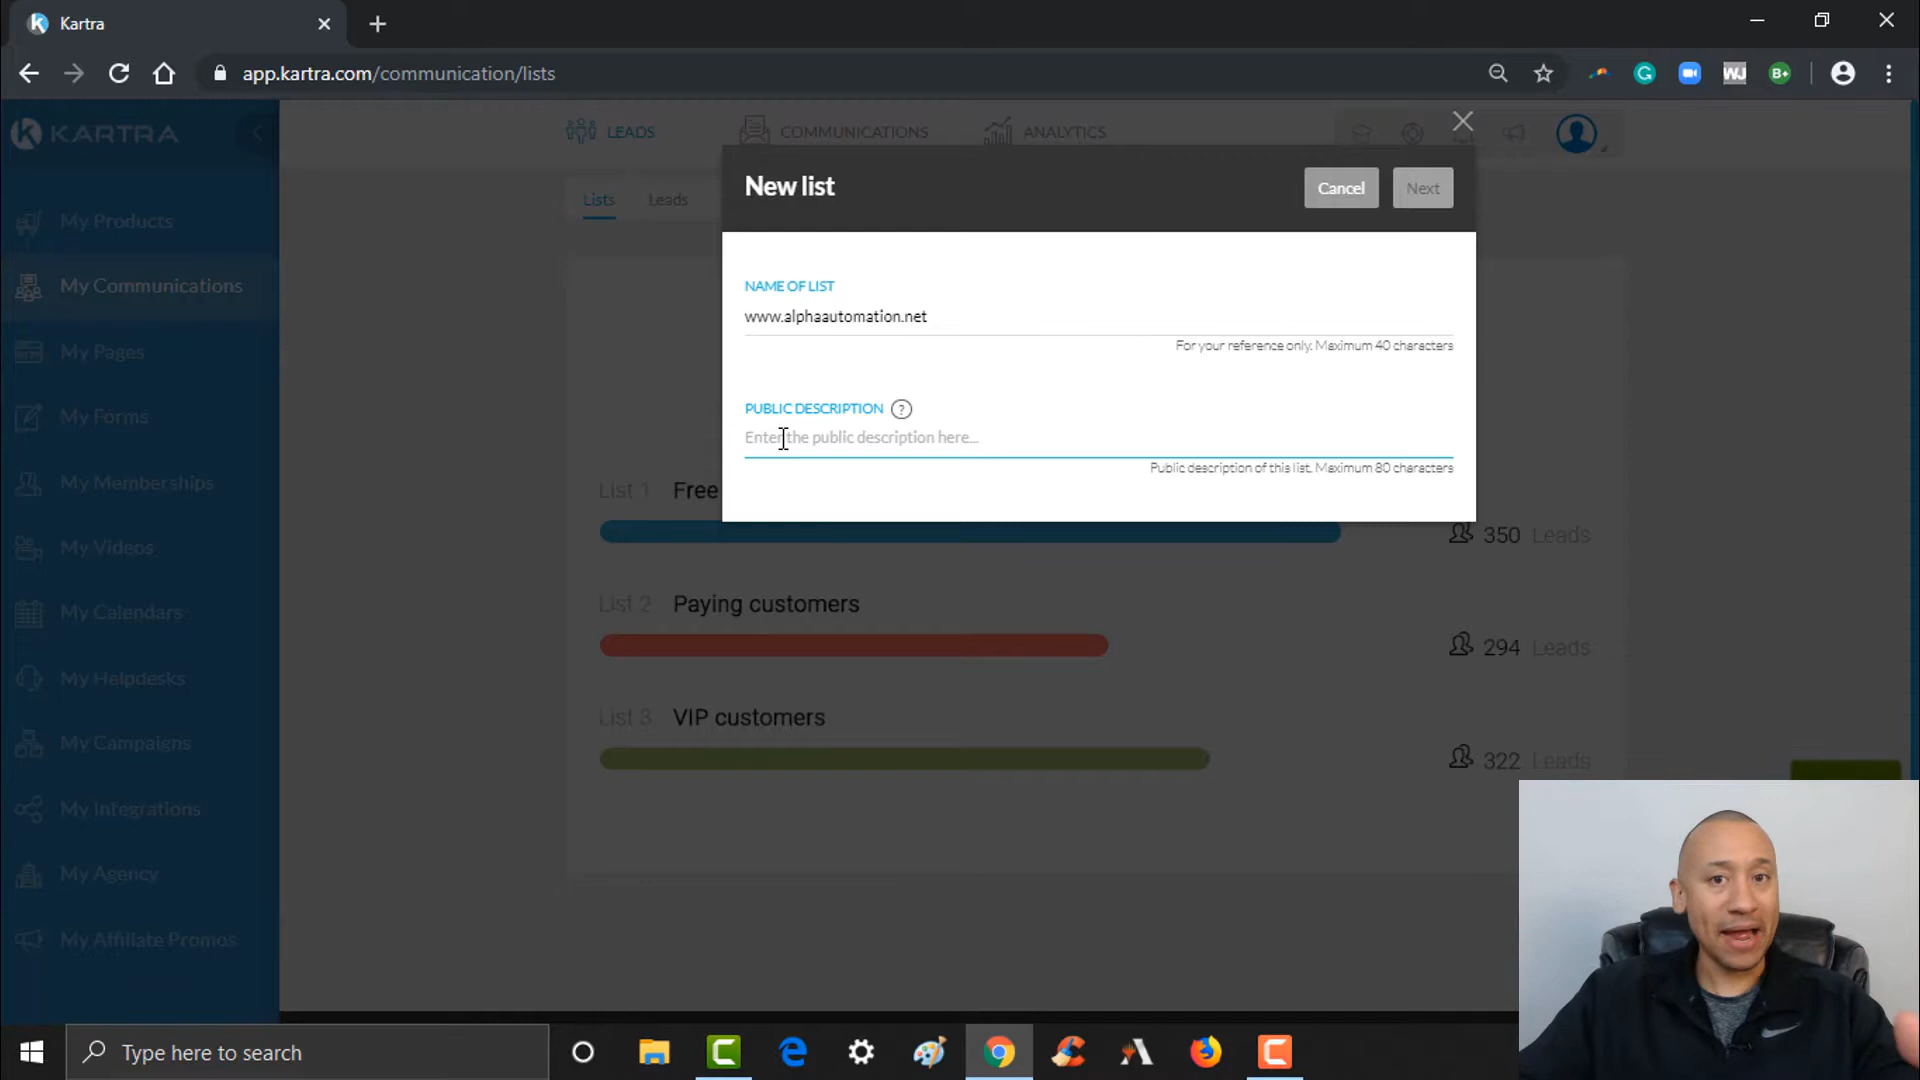 Kartra
app.kartra.com/communication/lists
WJ
B+
KARTRA
LEADS
COMMUNICATIONS
ANALYTICS
New list
Cancel
Next
Lists
Leads
My Products
My Communications
My Pages
My Forms
My Memberships
My Videos
My Calendars
My Helpdesks
My Campaigns
My Integrations
My Agency
My Affiliate Promos
NAME OF LIST
www.alphaautomation.net
For your reference only. Maximum 40 characters
PUBLIC DESCRIPTION ?
Enter the public description here...
Public description of this list. Maximum 80 characters
List 1 Free
350 Leads
List 2 Paying customers
294 Leads
List 3 VIP customers
322 Leads
Type here to search